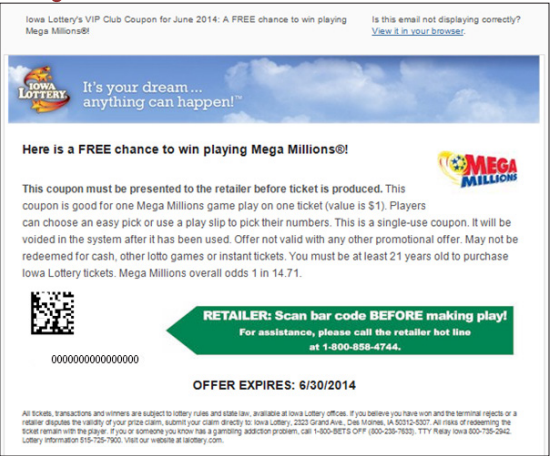 Iowa Lottery's VIP Club Coupon for June 2014: A FREE chance to win playing
Mega Millions®!
Is this email not displaying correctly?
View it in your browser.
IOWA
LOTTERY.
It's your dream ...
anything can happen!™
Here is a FREE chance to win playing Mega Millions®!
MEGA
MILLIONS
This coupon must be presented to the retailer before ticket is produced. This
coupon is good for one Mega Millions game play on one ticket (value is $1). Players
can choose an easy pick or use a play slip to pick their numbers. This is a single-use coupon. It will be
voided in the system after it has been used. Offer not valid with any other promotional offer. May not be
redeemed for cash, other lotto games or instant tickets. You must be at least 21 years old to purchase
Iowa Lottery tickets. Mega Millions overall odds 1 in 14.71.
RETAILER: Scan bar code BEFORE making play!
For assistance, please call the retailer hot line
at 1-800-858-4744.
0000000000000000
OFFER EXPIRES: 6/30/2014
All tickets, transactions and winners are subject to lottery rules and state law, available at Iowa Lottery offices. If you believe you have won and the terminal rejects or a
retailer disputes the validity of your prize claim, submit your claim directly to: Iowa Lottery, 2323 Grand Ave., Des Moines, IA 50312-5307. All risks of redeeming the
ticket remain with the player. If you or someone you know has a gambling addiction problem, call 1-800-BETS OFF (800-238-7633). TTY Relay Iowa 800-735-2942.
Lottery Information 515-725-7900. Visit our website at ialottery.com.